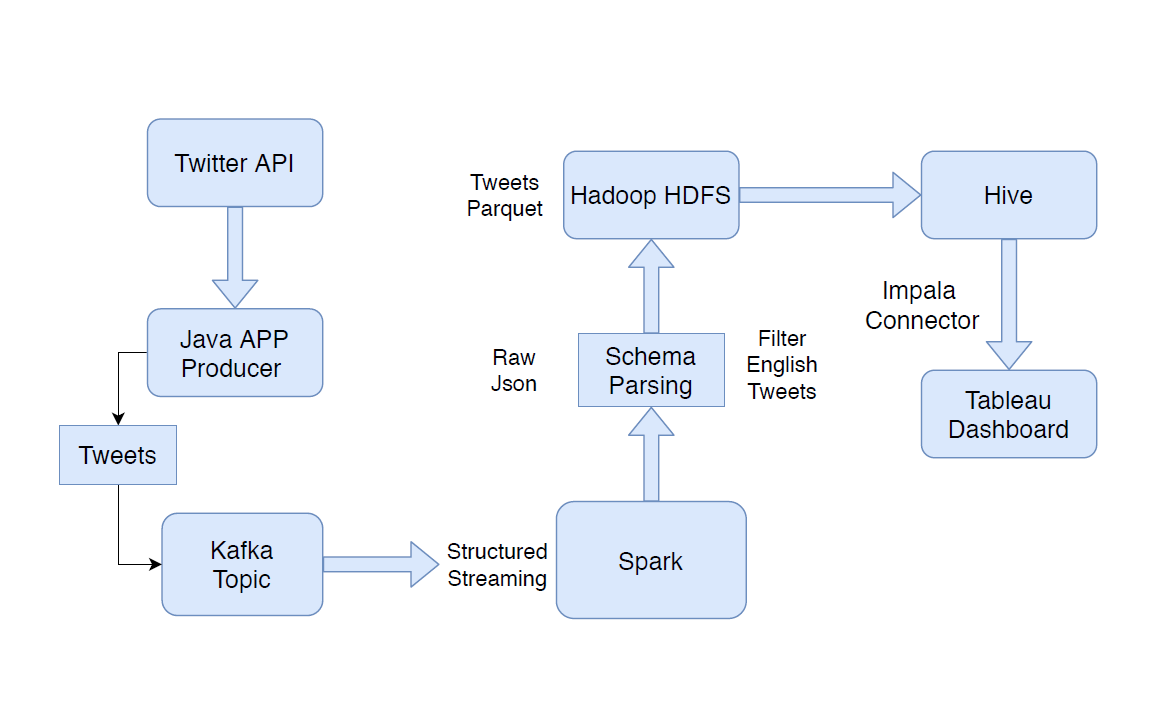 Twitter API
Java APP
Producer
Tweets
Kafka
Topic
Structured
Streaming
Spark
Raw
Json
Schema
Parsing
Filter
English
Tweets
Tweets
Parquet
Hadoop HDFS
Hive
Impala
Connector
Tableau
Dashboard